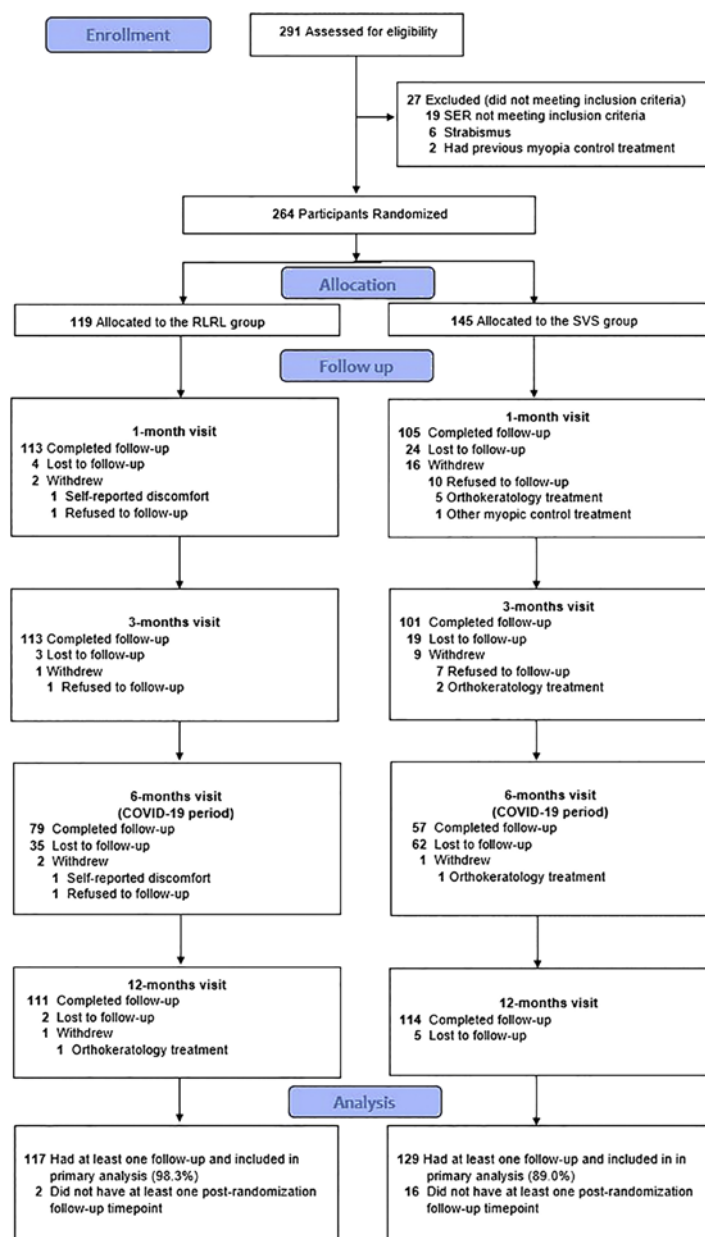 Enrollment
291 Assessed for eligibility
27 Excluded (did not meeting inclusion criteria)
19 SER not meeting inclusion criteria
6 Strabismus
2 Had previous myopia control treatment
264 Participants Randomized
Allocation
119 Allocated to the RLRL group
145 Allocated to the SVS group
Follow up
1-month visit
113 Completed follow-up
4 Lost to follow-up
2 Withdrew
1 Self-reported discomfort
1 Refused to follow-up
1-month visit
105 Completed follow-up
24 Lost to follow-up
16 Withdrew
10 Refused to follow-up
5 Orthokeratology treatment
1 Other myopic control treatment
3-months visit
113 Completed follow-up
3 Lost to follow-up
1 Withdrew
1 Refused to follow-up
3-months visit
101 Completed follow-up
19 Lost to follow-up
9 Withdrew
7 Refused to follow-up
2 Orthokeratology treatment
6-months visit
(COVID-19 period)
79 Completed follow-up
35 Lost to follow-up
2 Withdrew
1 Self-reported discomfort
1 Refused to follow-up
6-months visit
(COVID-19 period)
57 Completed follow-up
62 Lost to follow-up
1 Withdrew
1 Orthokeratology treatment
12-months visit
111 Completed follow-up
2 Lost to follow-up
1 Withdrew
1 Orthokeratology treatment
12-months visit
114 Completed follow-up
5 Lost to follow-up
Analysis
117 Had at least one follow-up and included in
primary analysis (98.3%)
2 Did not have at least one post-randomization
follow-up timepoint
129 Had at least one follow-up and included in in
primary analysis (89.0%)
16 Did not have at least one post-randomization
follow-up timepoint